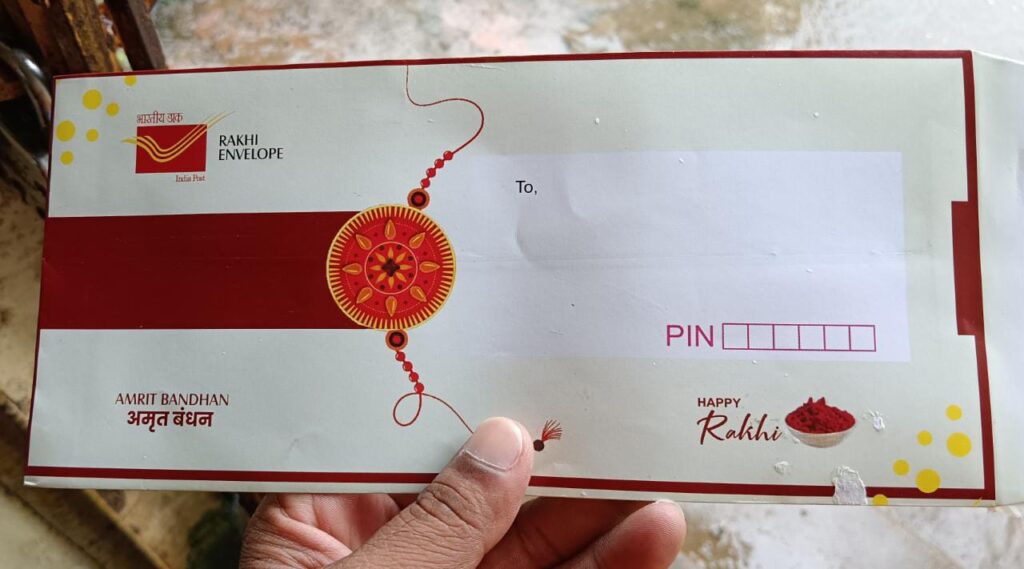 भारतीय डाक
India Post
RAKHI
ENVELOPE
To,
PIN
AMRIT BANDHAN
अमृत बंधन
HAPPY
Rakhi